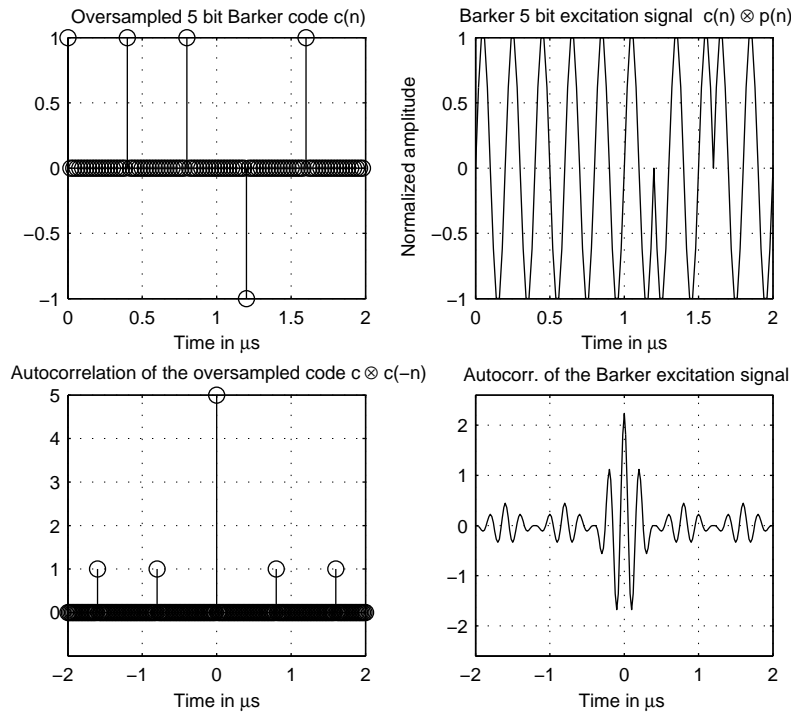 Oversampled 5 bit Barker code c(n)
1
0.5
0
−0.5
−1
0 0.5 1 1.5 2
Time in μs
Barker 5 bit excitation signal c(n) ⊗ p(n)
Normalized amplitude
1
0.5
0
−0.5
−1
0 0.5 1 1.5 2
Time in μs
Autocorrelation of the oversampled code c ⊗ c(−n)
5
4
3
2
1
0
−2 −1 0 1 2
Time in μs
Autocorr. of the Barker excitation signal
2
1
0
−1
−2
−2 −1 0 1 2
Time in μs